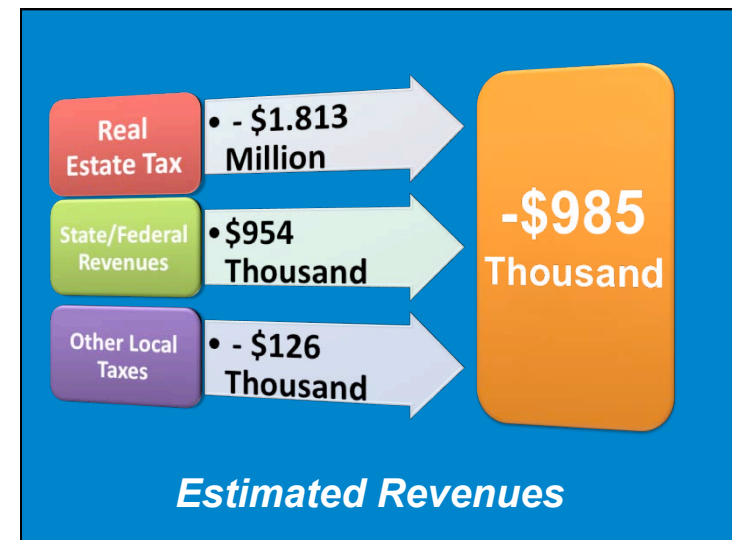 Real
Estate Tax
• - $1.813
Million
State/Federal
Revenues
•$954
Thousand
Other Local
Taxes
• - $126
Thousand
-$985
Thousand
Estimated Revenues